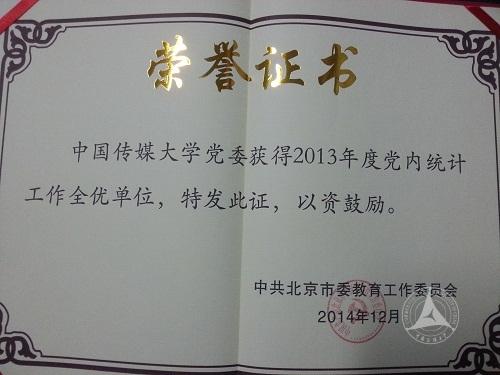 荣誉证书
中国传媒大学党委获得2013年度党内统计
工作全优单位，特发此证，以资鼓励。
中共北京市委教育工作委员会
2014年12月